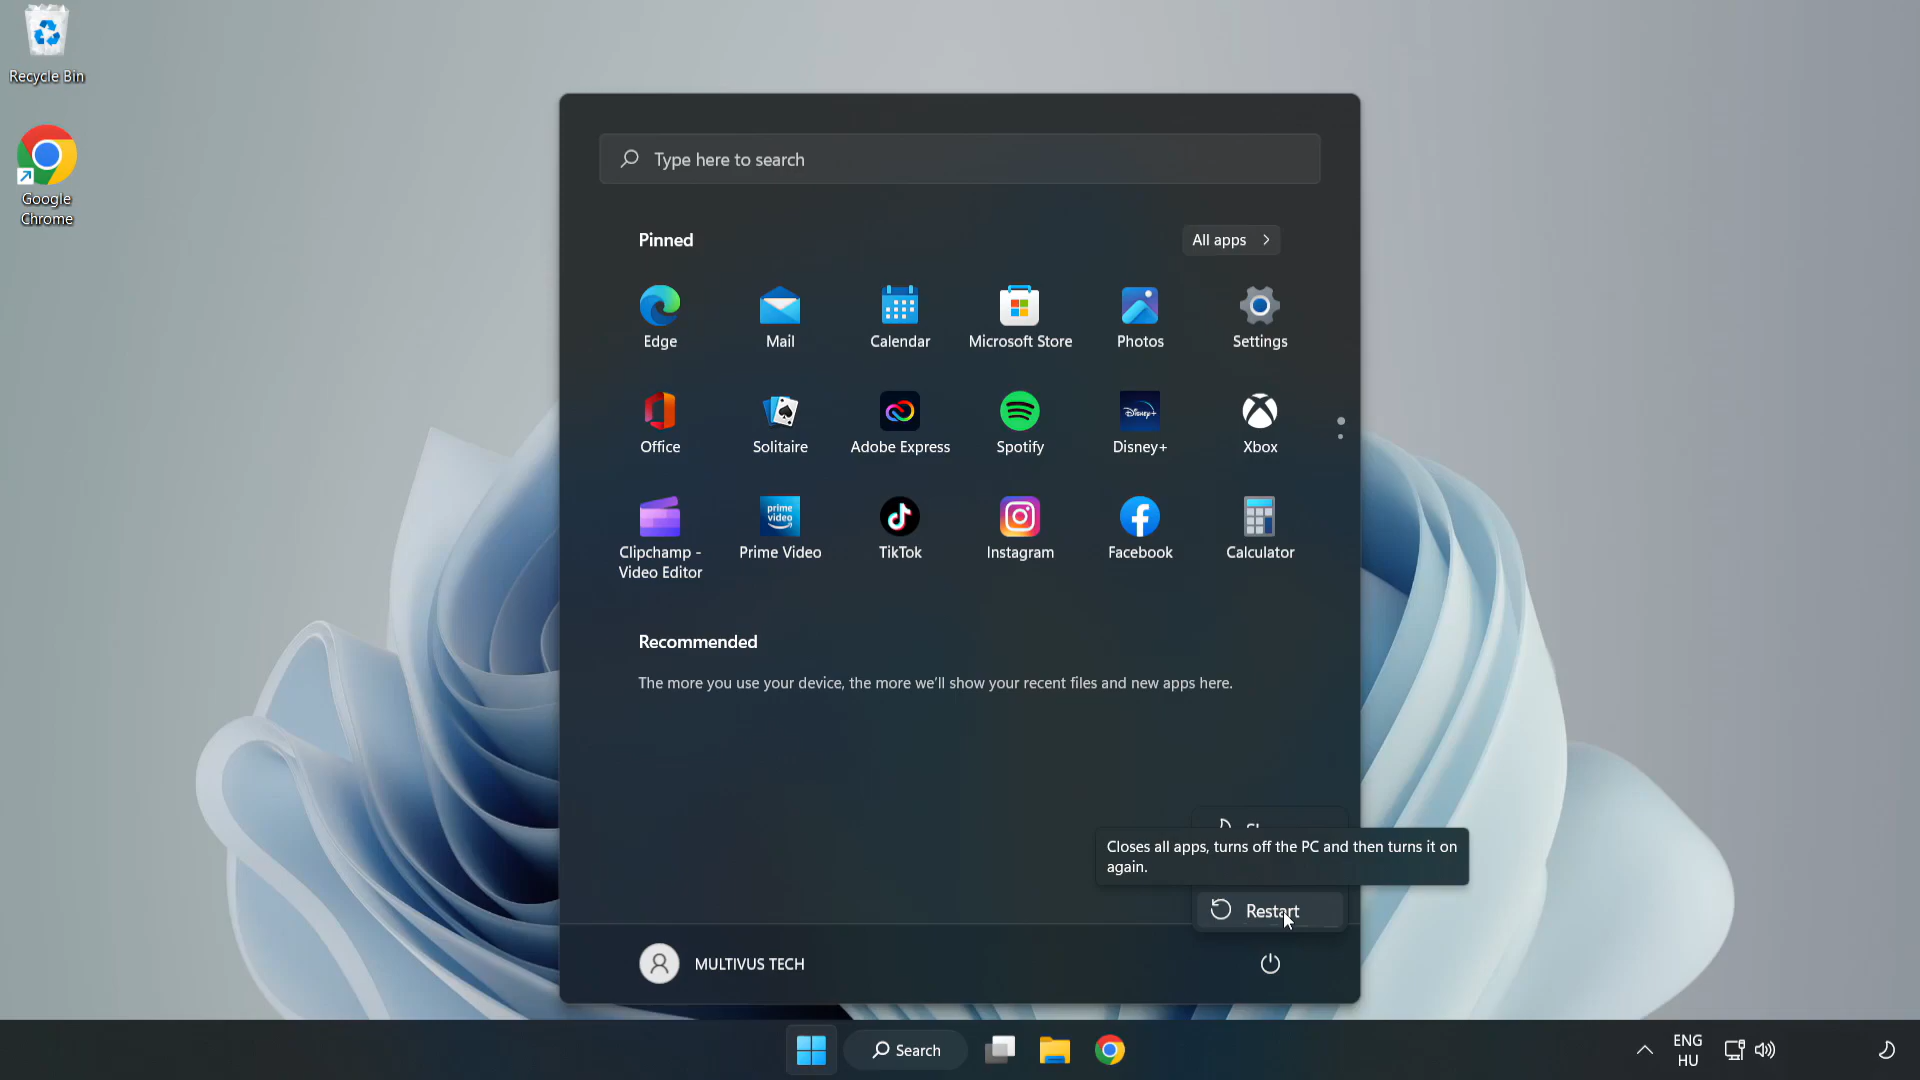 Recycle Bin
Google
Chrome
Type here to search
Pinned
All apps
Edge
Mail
Calendar
Microsoft Store
Photos
Settings
Office
Solitaire
Adobe Express
Disney+
Spotify
Disney+
Xbox
prime
video
Clipchamp -
Video Editor
Prime Video
TikTok
Instagram
Facebook
Calculator
Recommended
The more you use your device, the more we'll show your recent files and new apps here.
Closes all apps, turns off the PC and then turns it on
again.
Restart
MULTIVUS TECH
Search
ENG
HU